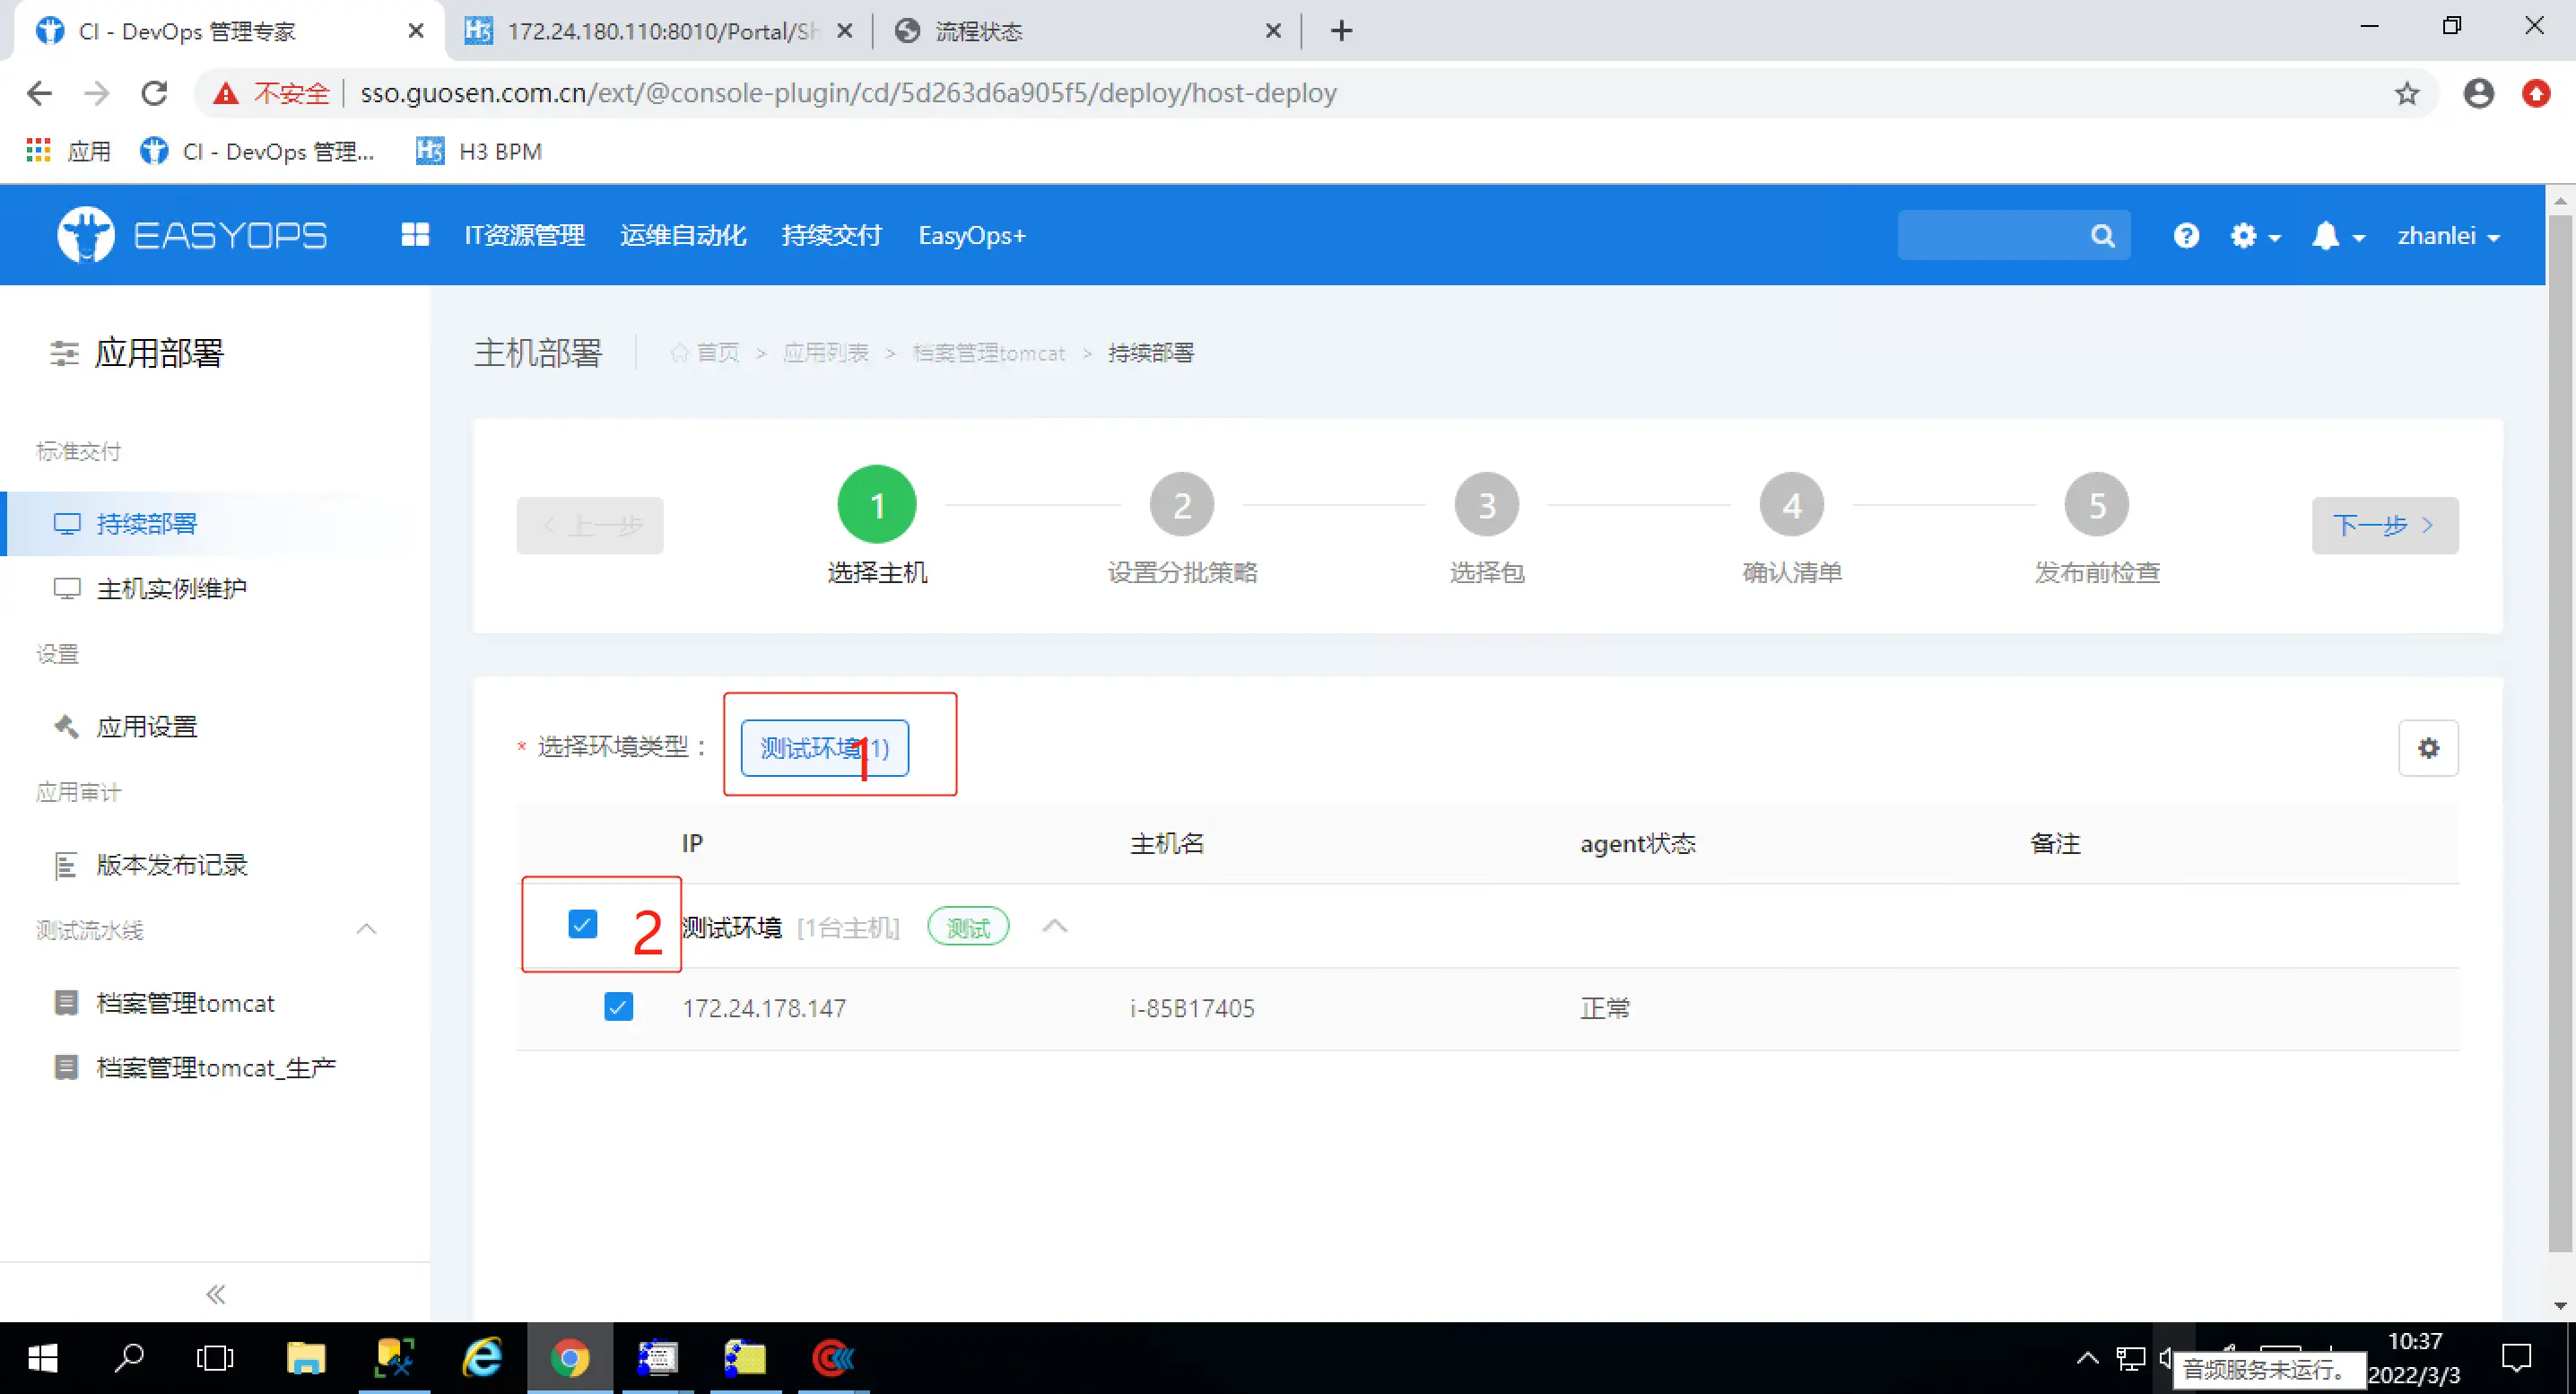 CI - DevOps 管理专家
172.24.180.110:8010/Portal/Sh
流程状态
不安全
sso.guosen.com.cn/ext/@console-plugin/cd/5d263d6a905f5/deploy/host-deploy
应用
CI - DevOps 管理...
H3 BPM
EASYOPS
IT资源管理
运维自动化
持续交付
EasyOps+
zhanlei
应用部署
主机部署
首页 > 应用列表 > 档案管理tomcat > 持续部署
标准交付
持续部署
主机实例维护
设置
应用设置
应用审计
版本发布记录
测试流水线
档案管理tomcat
档案管理tomcat_生产
< 上一步
1
选择主机
2
设置分批策略
3
选择包
4
确认清单
5
发布前检查
下一步 >
* 选择环境类型：
测试环境(1)
1
IP
主机名
agent状态
备注
2
测试环境 [1台主机] 测试
172.24.178.147
i-85B17405
正常
10:37
音频服务未运行。
2022/3/3